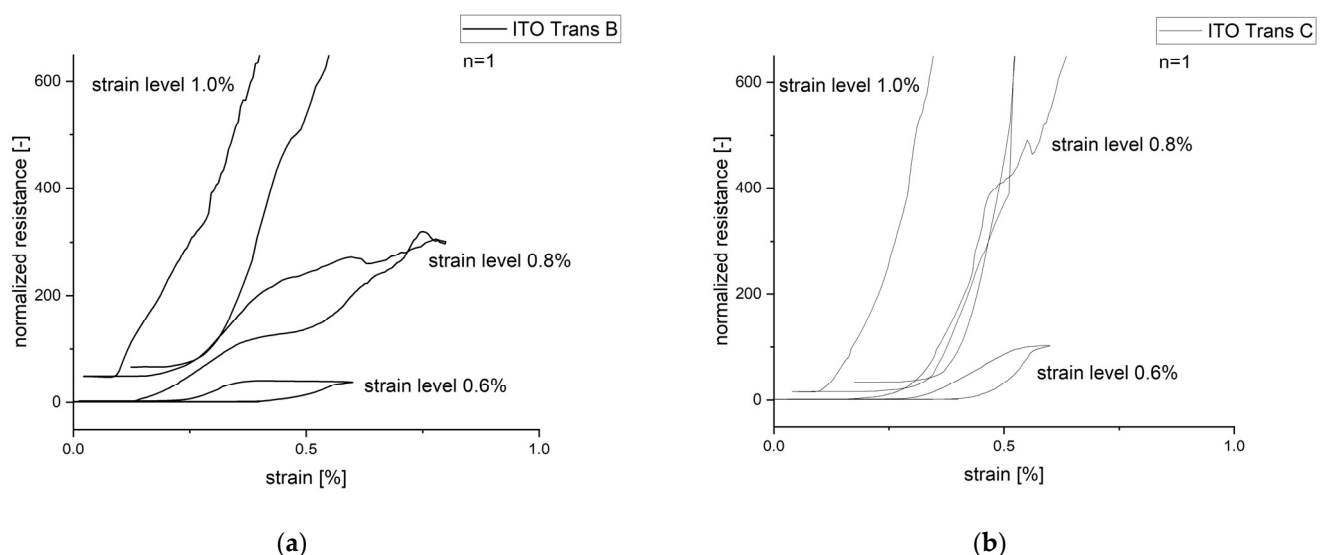 ITO Trans B
n=1
600
400
200
0
normalized resistance [-]
strain level 1.0%
strain level 0.8%
strain level 0.6%
0.0
0.5
1.0
strain [%]
(a)
ITO Trans C
n=1
600
400
200
0
normalized resistance [-]
strain level 1.0%
strain level 0.8%
strain level 0.6%
0.0
0.5
1.0
strain [%]
(b)